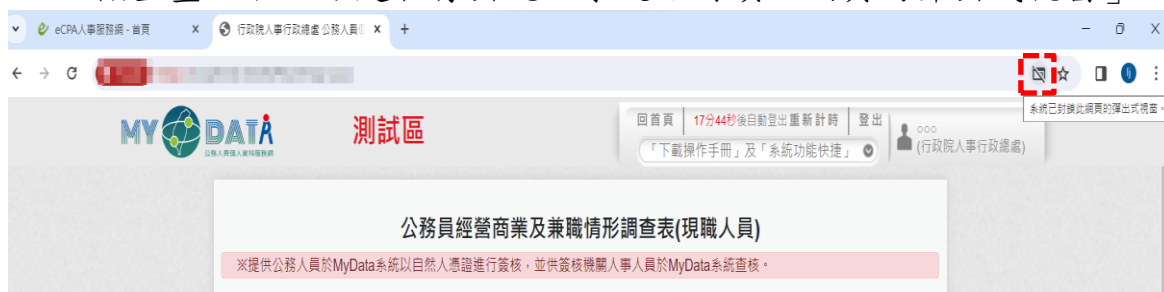 eCPA人事服務網 - 首頁
行政院人事行政總處 公務人員
系統已封鎖此網頁的彈出式視窗。
MY DATA
公務人員個人資料服務網
測試區
回首頁 17分44秒後自動登出重新計時 登出
「下載操作手冊」及「系統功能快捷」
ooo
(行政院人事行政總處)
公務員經營商業及兼職情形調查表(現職人員)
※提供公務人員於MyData系統以自然人憑證進行簽核，並供簽核機關人事人員於MyData系統查核。